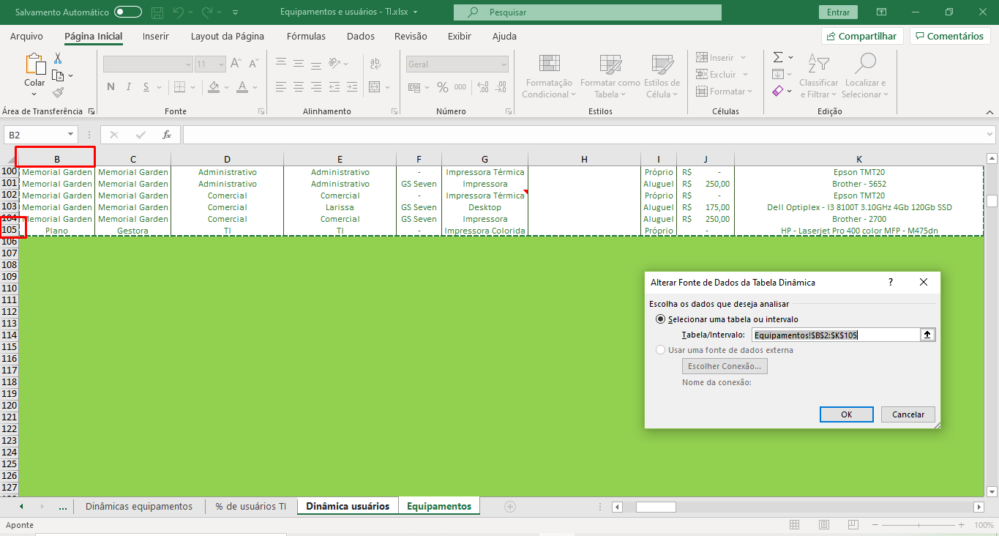 Salvamento Automático Equipamentos e usuários - TI.xlsx Pesquisar Entrar
Arquivo Página Inicial Inserir Layout da Página Fórmulas Dados Revisão Exibir Ajuda Compartilhar Comentários
Colar
N I S A
11
A A
ab
Geral
% 000
Formatação Condicional
Formatar como Tabela
Estilos de Célula
Inserir
Excluir
Formatar
Classificar e Filtrar
Localizar e Selecionar
Área de Transferência Fonte Alinhamento Número Estilos Células Edição
B2 fx
B C D E F G H I J K
100 Memorial Garden Memorial Garden Administrativo Administrativo - Impressora Térmica Próprio R$ - Epson TMT20
101 Memorial Garden Memorial Garden Administrativo Administrativo GS Seven Impressora Aluguel R$ 250,00 Brother - 5652
102 Memorial Garden Memorial Garden Comercial Comercial - Impressora Térmica Próprio R$ - Epson TMT20
103 Memorial Garden Memorial Garden Comercial Larissa GS Seven Desktop Aluguel R$ 175,00 Dell Optiplex - I3 8100T 3.10GHz 4Gb 120Gb SSD
104 Memorial Garden Memorial Garden Comercial Comercial GS Seven Impressora Aluguel R$ 250,00 Brother - 2700
105 Plano Gestora TI TI - Impressora Colorida Próprio - HP - Laserjet Pro 400 color MFP - M475dn
106
107
108
109
110
111
112
113
114
115
116
117
118
119
120
121
122
123
124
125
126
127
Alterar Fonte de Dados da Tabela Dinâmica ?
Escolha os dados que deseja analisar
Selecionar uma tabela ou intervalo
Tabela/Intervalo: Equipamentos!$B$2:$K$105
Usar uma fonte de dados externa
Escolher Conexão...
Nome da conexão:
OK Cancelar
... Dinâmicas equipamentos % de usuários TI Dinâmica usuários Equipamentos
Aponte 100%